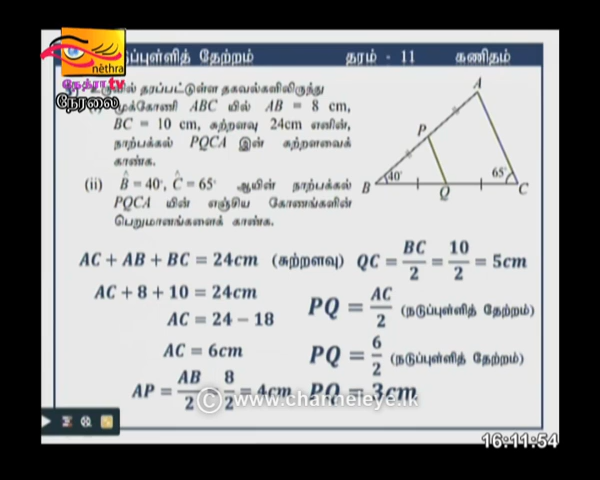 nèthra
நேத்ரா tv
நேரலை
நடுப்புள்ளித் தேற்றம் தரம் - 11 கணிதம்
உருவில் தரப்பட்டுள்ள தகவல்களிலிருந்து
(i) முக்கோணி ABC யில் AB = 8 cm,
BC = 10 cm, சுற்றளவு 24cm எனின்,
நாற்பக்கல் PQCA இன் சுற்றளவைக்
காண்க.
(ii) B̂ = 40°, Ĉ = 65° ஆயின் நாற்பக்கல்
PQCA யின் எஞ்சிய கோணங்களின்
பெறுமானங்களைக் காண்க.
A
P
B 40° Q 65° C
AC + AB + BC = 24cm (சுற்றளவு) QC = BC/2 = 10/2 = 5cm
AC + 8 + 10 = 24cm
AC = 24 − 18
PQ = AC/2 (நடுப்புள்ளித் தேற்றம்)
AC = 6cm
PQ = 6/2 (நடுப்புள்ளித் தேற்றம்)
AP = AB/2 = 8/2 = 4cm PQ = 3cm
© www.channeleye.lk
16:11:54